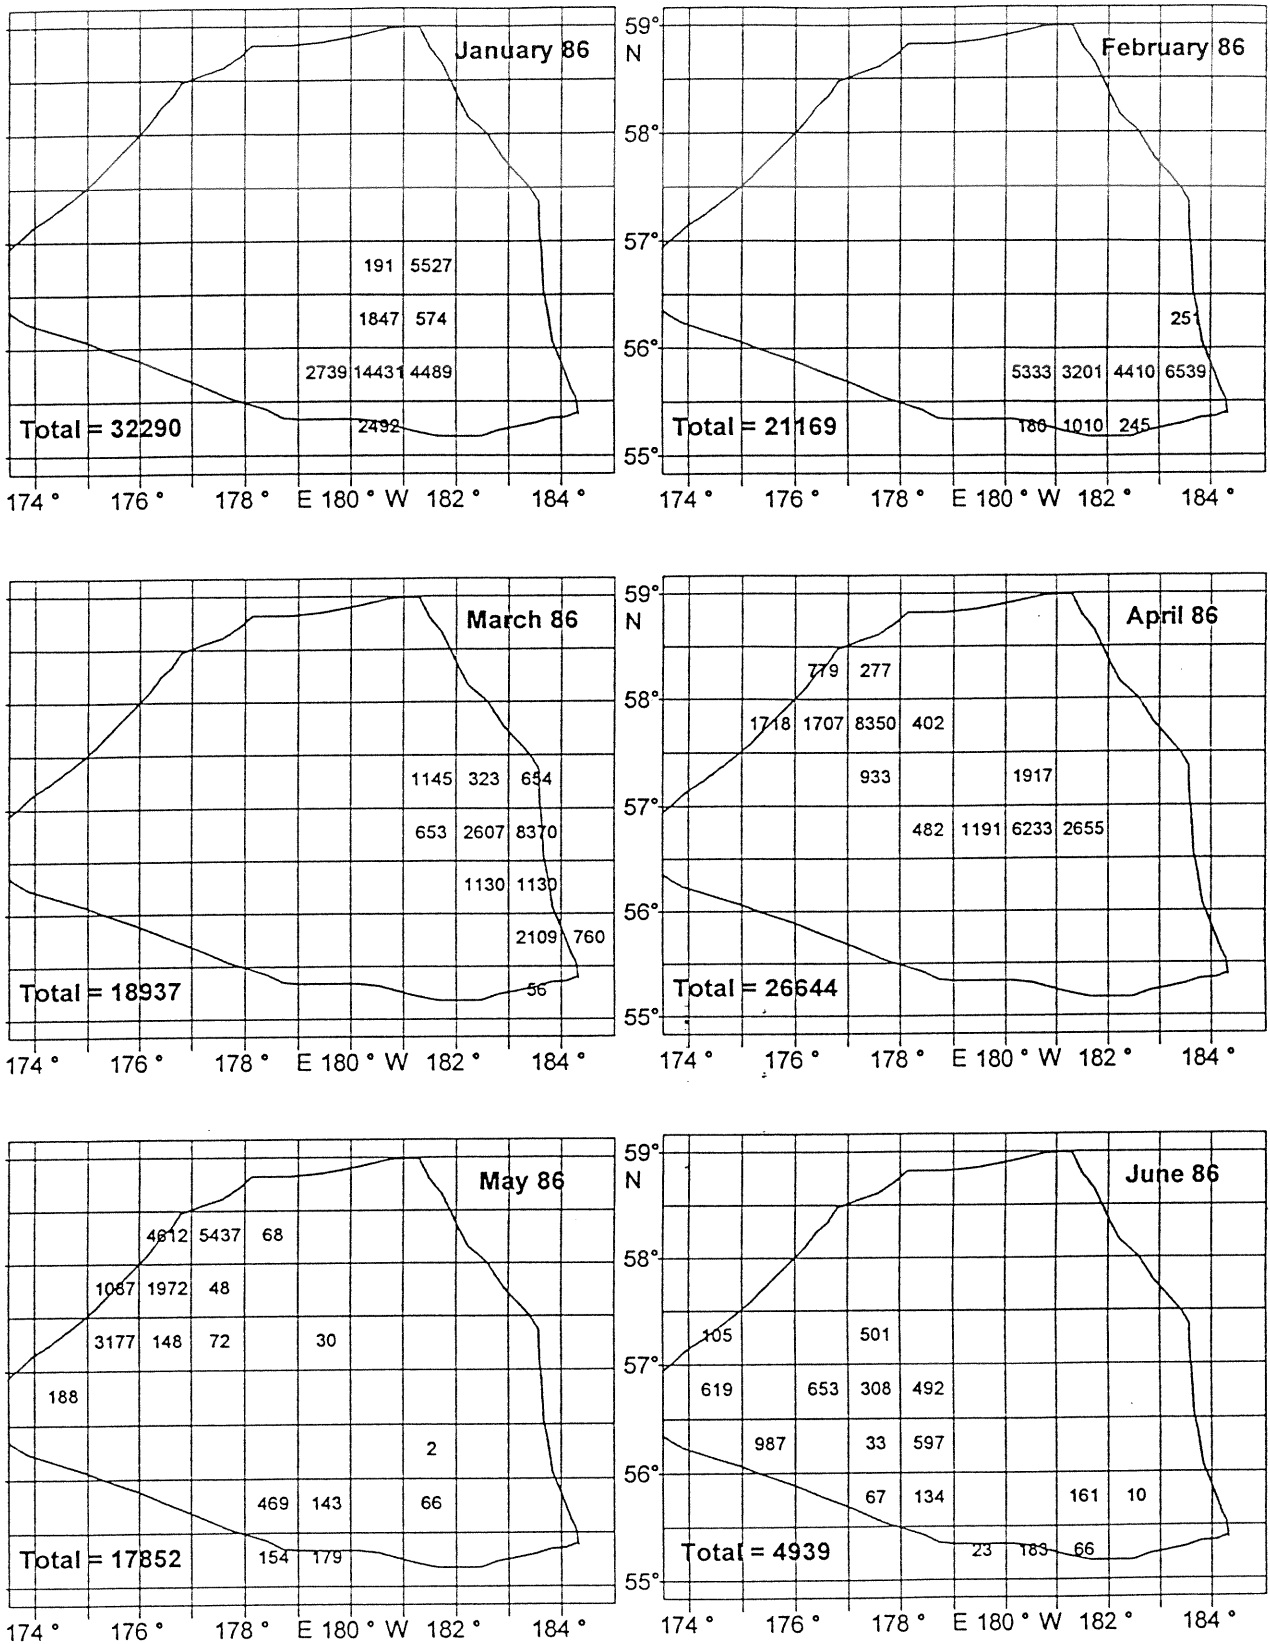 January 86
191 5527
1847 574
2739 14431 4489
Total = 32290
2492
174° 176° 178° E 180° W 182° 184°
59°
N
58°
57°
56°
55°
February 86
251
5333 3201 4410 6539
Total = 21169
180 1010 245
174° 176° 178° E 180° W 182° 184°
March 86
1145 323 654
653 2607 8370
1130 1130
2109 760
Total = 18937
56
174° 176° 178° E 180° W 182° 184°
59°
N
58°
57°
56°
55°
April 86
779 277
1718 1707 8350 402
933 1917
482 1191 6233 2655
Total = 26644
174° 176° 178° E 180° W 182° 184°
May 86
4612 5437 68
1087 1972 48
3177 148 72 30
188
2
469 143 66
Total = 17852
154 179
174° 176° 178° E 180° W 182° 184°
59°
N
58°
57°
56°
55°
June 86
105 501
619 653 308 492
987 33 597
67 134 161 10
Total = 4939
23 183 66
174° 176° 178° E 180° W 182° 184°